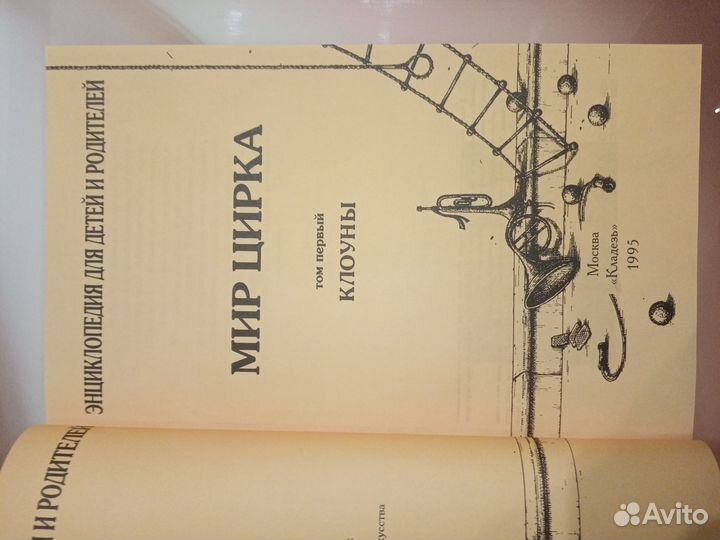 ЭНЦИКЛОПЕДИЯ ДЛЯ ДЕТЕЙ И РОДИТЕЛЕЙ
МИР ЦИРКА
том первый
КЛОУНЫ
Москва
«Кладезь»
1995
И РОДИТЕЛЕЙ
Avito